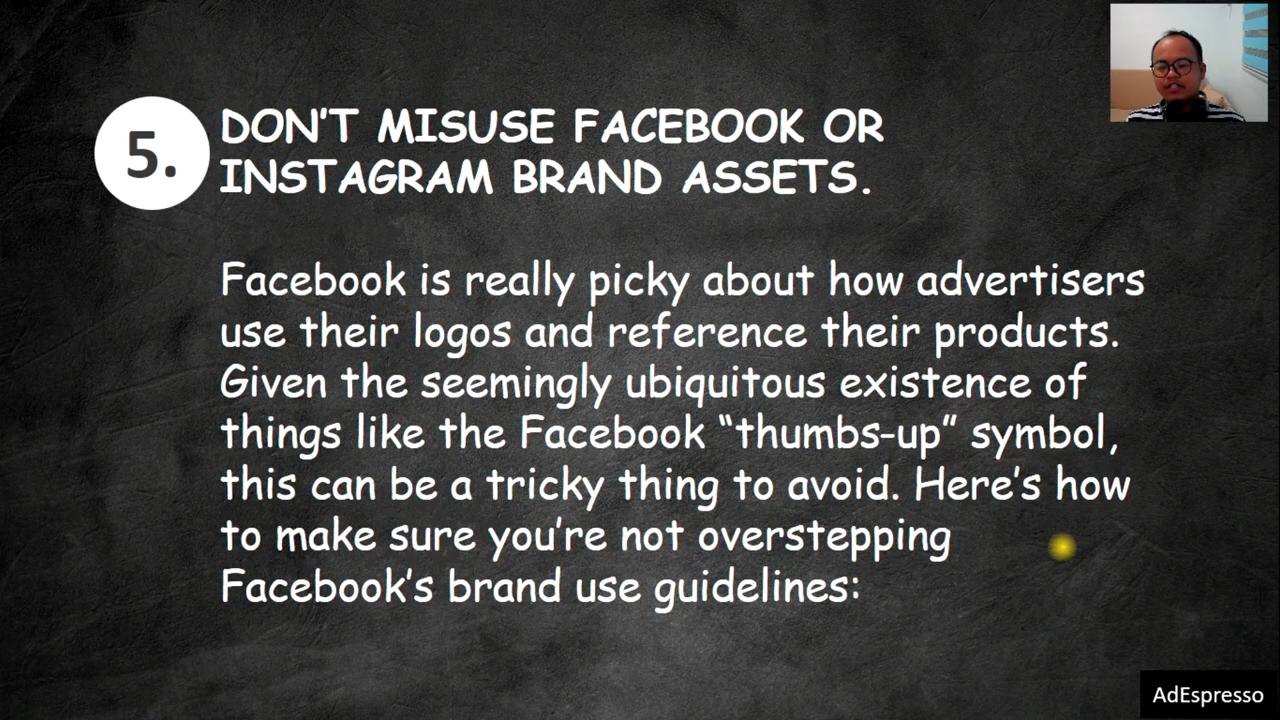 5.
DON'T MISUSE FACEBOOK OR
INSTAGRAM BRAND ASSETS.
Facebook is really picky about how advertisers
use their logos and reference their products.
Given the seemingly ubiquitous existence of
things like the Facebook “thumbs-up” symbol,
this can be a tricky thing to avoid. Here's how
to make sure you're not overstepping
Facebook's brand use guidelines:
AdEspresso